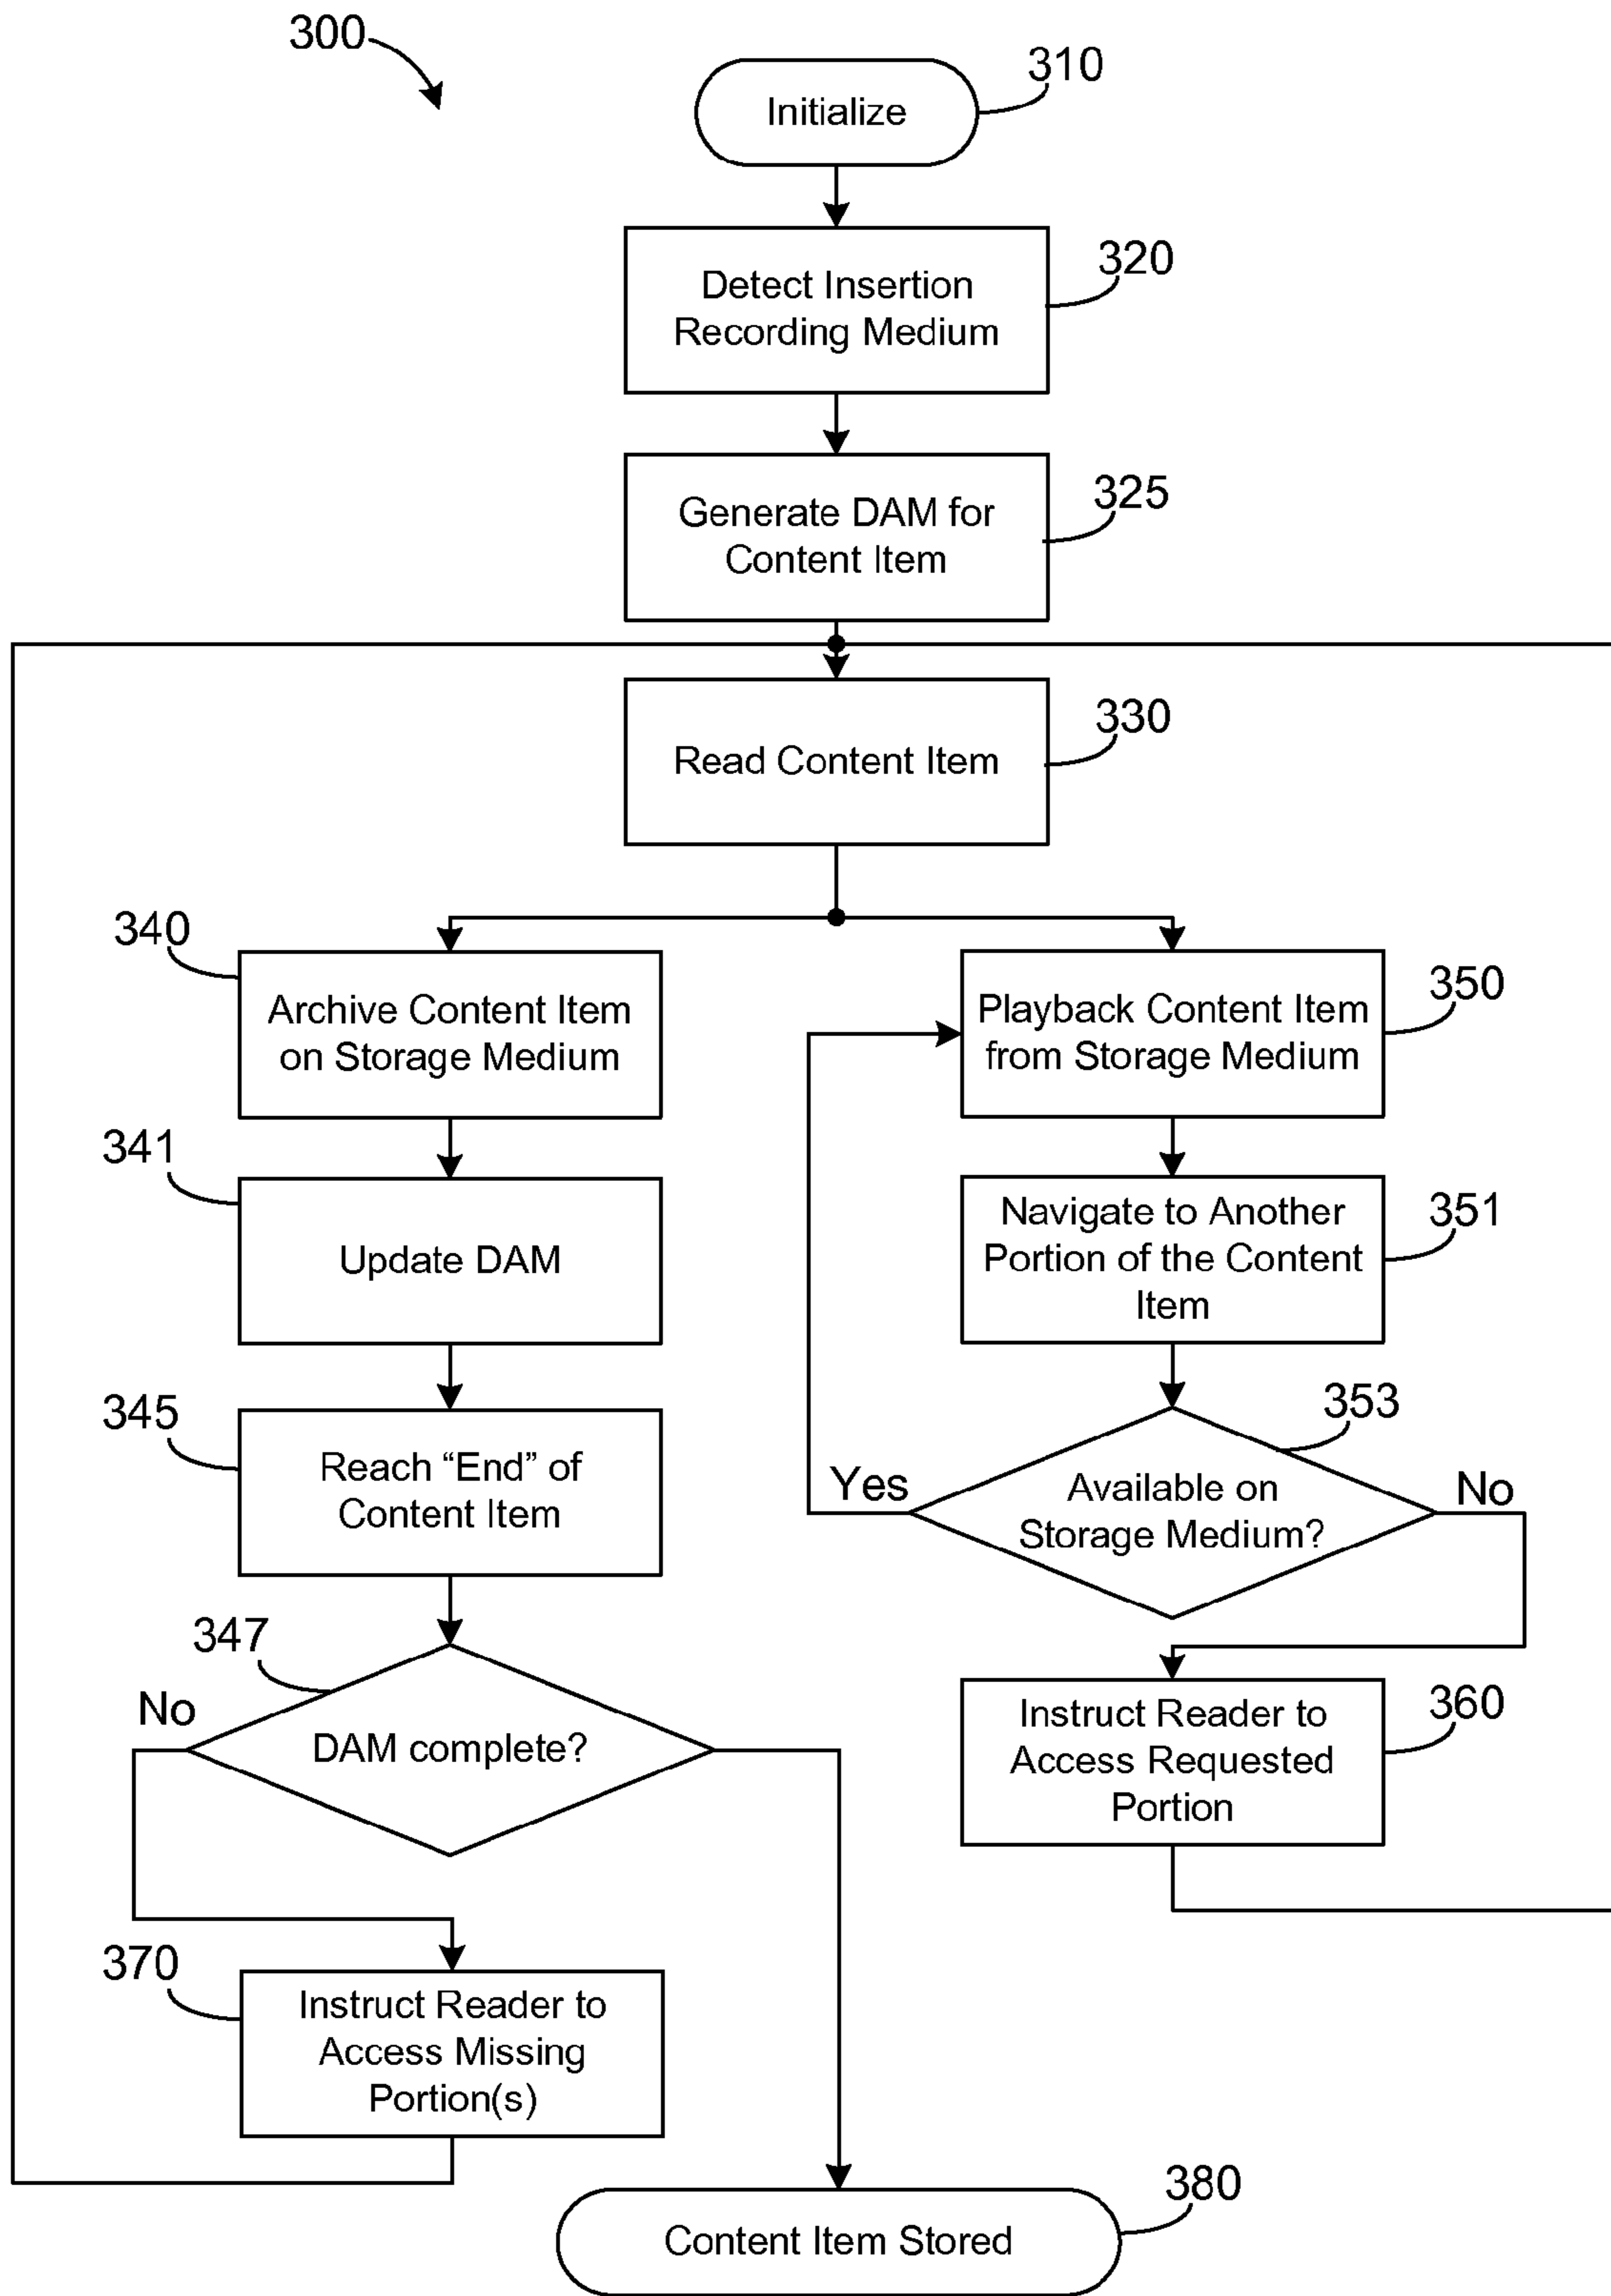 300
310
Initialize
320
Detect Insertion
Recording Medium
325
Generate DAM for
Content Item
330
Read Content Item
340
Archive Content Item
on Storage Medium
350
Playback Content Item
from Storage Medium
341
Update DAM
351
Navigate to Another
Portion of the Content
Item
345
Reach “End” of
Content Item
353
Yes
Available on
Storage Medium?
No
347
No
DAM complete?
360
Instruct Reader to
Access Requested
Portion
370
Instruct Reader to
Access Missing
Portion(s)
380
Content Item Stored